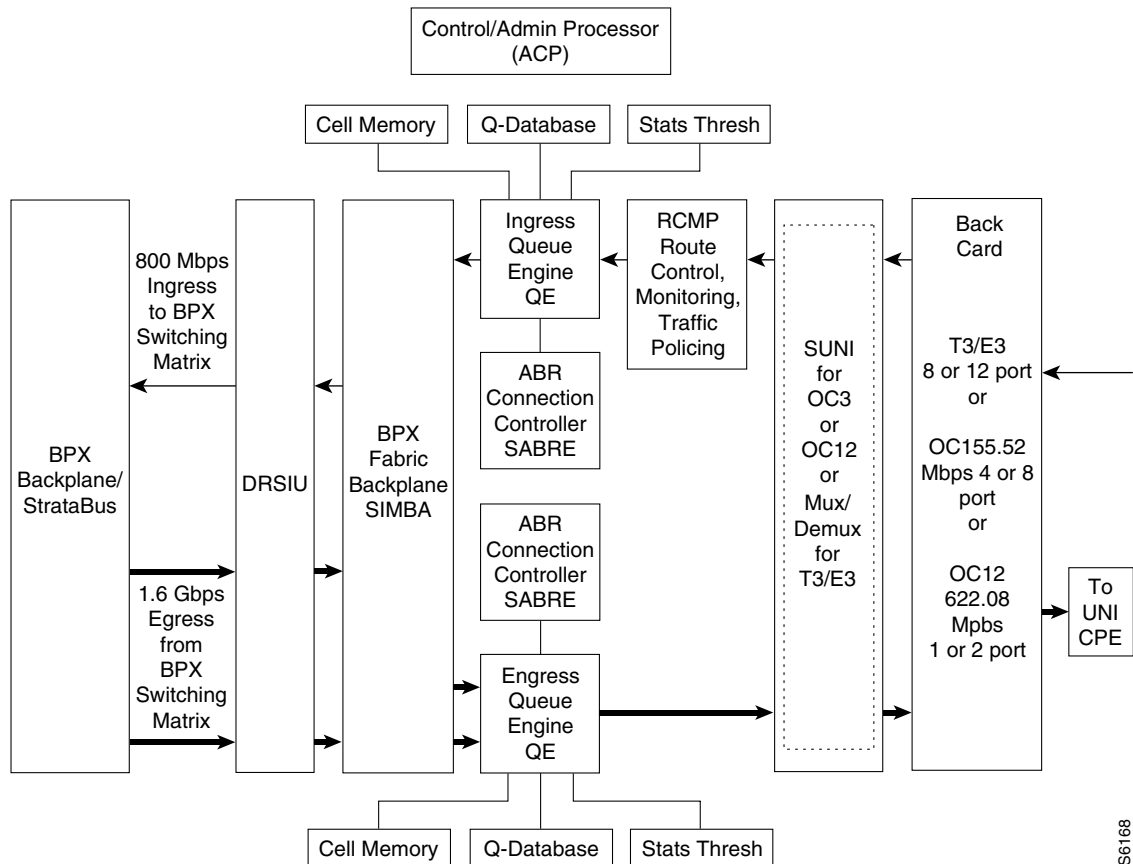 Control/Admin Processor
(ACP)
Cell Memory
Q-Database
Stats Thresh
BPX
Backplane/
StrataBus
800 Mbps
Ingress
to BPX
Switching
Matrix
1.6 Gbps
Egress
from
BPX
Switching
Matrix
DRSIU
BPX
Fabric
Backplane
SIMBA
Ingress
Queue
Engine
QE
ABR
Connection
Controller
SABRE
ABR
Connection
Controller
SABRE
Engress
Queue
Engine
QE
RCMP
Route
Control,
Monitoring,
Traffic
Policing
SUNI
for
OC3
or
OC12
or
Mux/
Demux
for
T3/E3
Back
Card
T3/E3
8 or 12 port
or
OC155.52
Mbps 4 or 8
port
or
OC12
622.08
Mpbs
1 or 2 port
To
UNI
CPE
Cell Memory
Q-Database
Stats Thresh
S6168